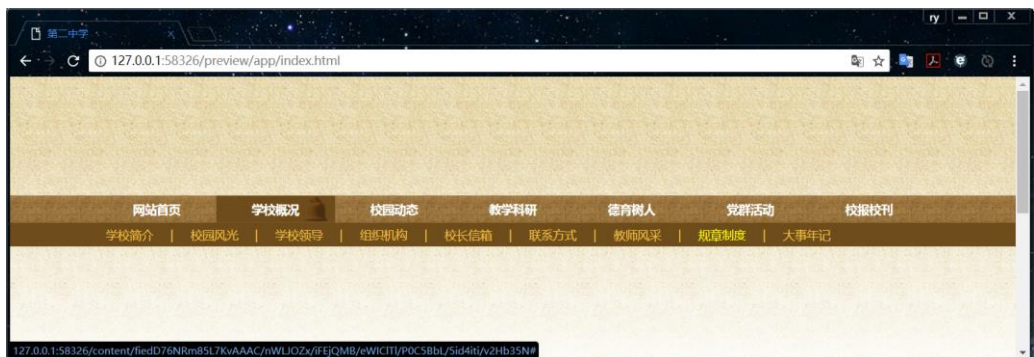 ry
第二中学
127.0.0.1:58326/preview/app/index.html
网站首页 学校概况 校园动态 教学科研 德育树人 党群活动 校报校刊
学校简介 | 校园风光 | 学校领导 | 组织机构 | 校长信箱 | 联系方式 | 教师风采 | 规章制度 | 大事年记
127.0.0.1:58326/content/fiedD76NRm85L7KvAAAC/nWLJOZx/iFEjQMB/eWIClTl/P0C5BbL/5id4iti/v2Hb35N#